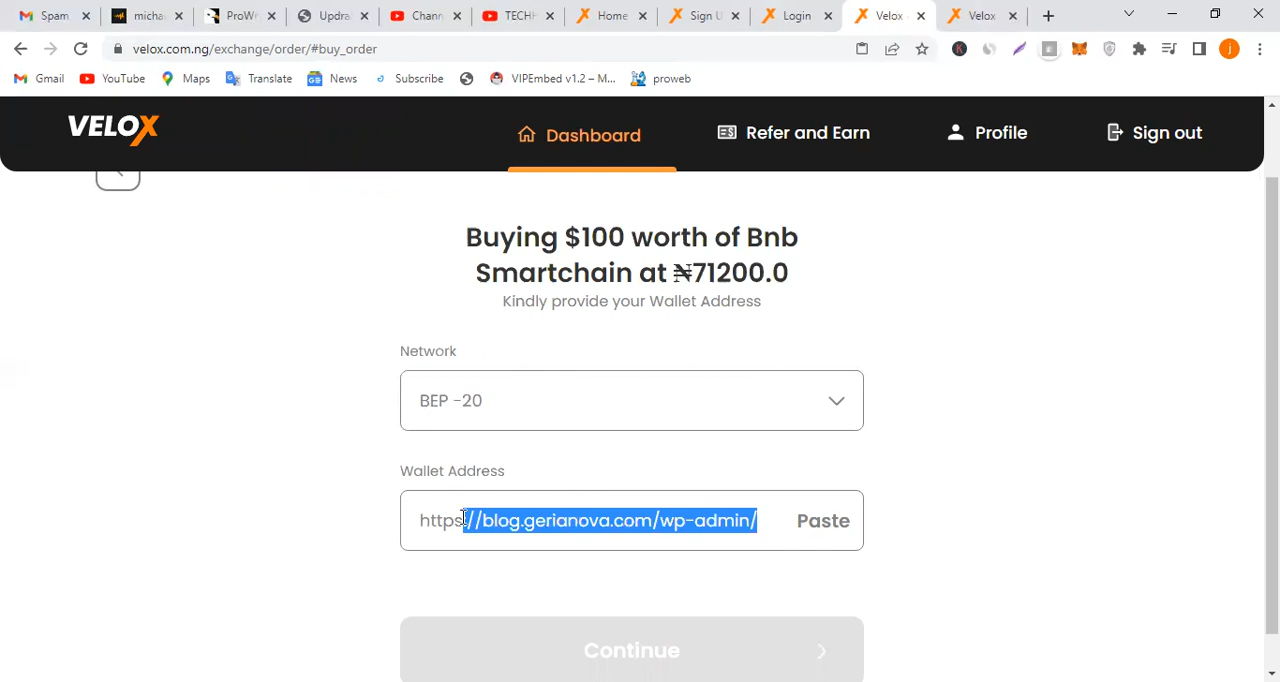 Spam
micha
ProW
Updra
Chann
TECH
Home
Sign U
Login
Velox
Velox
velox.com.ng/exchange/order/#buy_order
K
j
Gmail
YouTube
Maps
Translate
News
Subscribe
VIPEmbed v1.2 – M...
proweb
VELOX
Dashboard
Refer and Earn
Profile
Sign out
Buying $100 worth of Bnb
Smartchain at ₦71200.0
Kindly provide your Wallet Address
Network
BEP -20
Wallet Address
https://blog.gerianova.com/wp-admin/
Paste
Continue